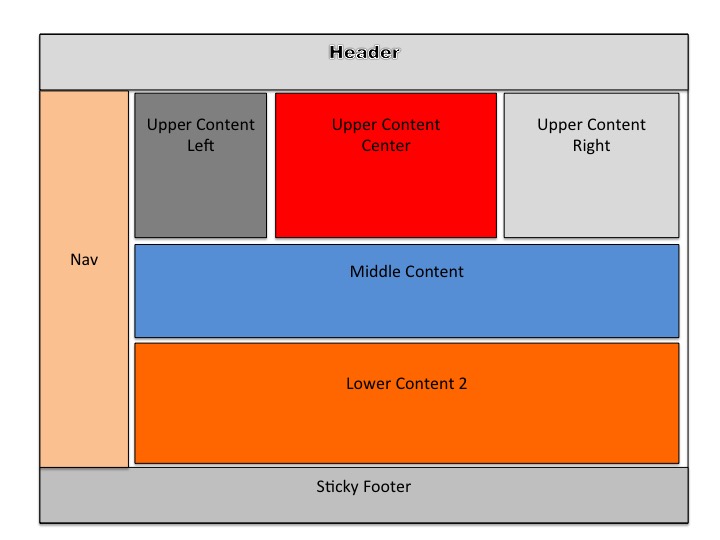 Header
Upper Content
Left
Upper Content
Center
Upper Content
Right
Nav
Middle Content
Lower Content 2
Sticky Footer